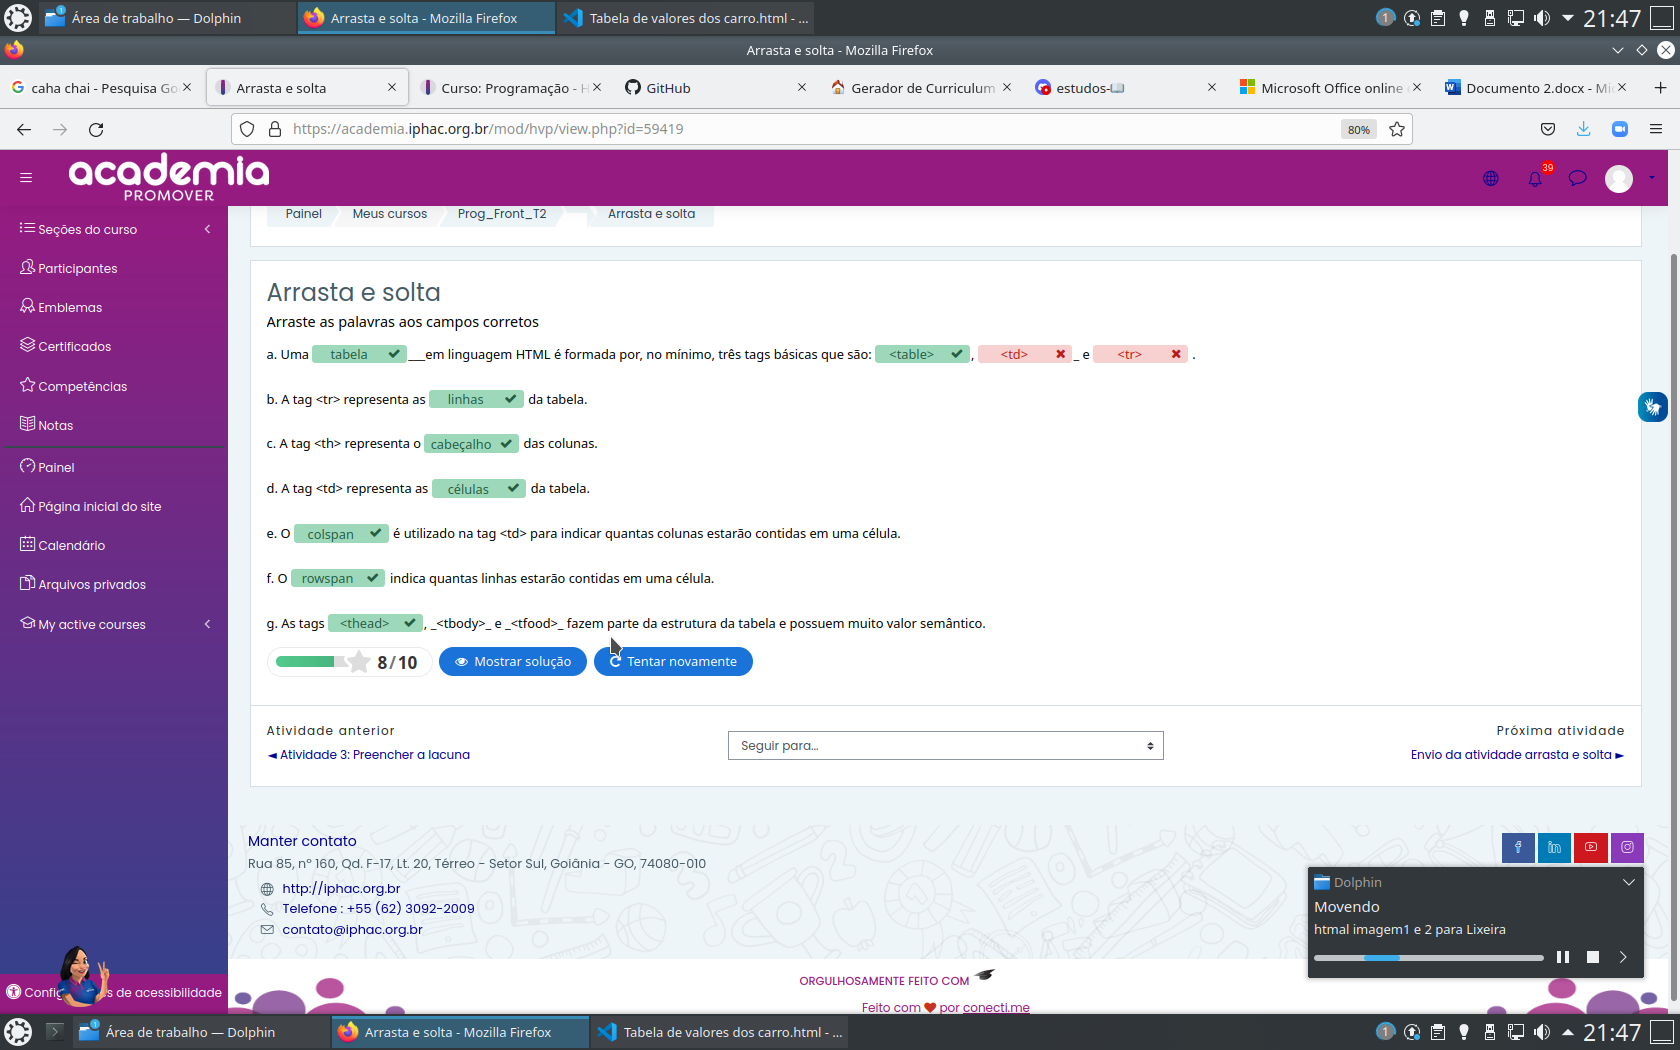 Área de trabalho — Dolphin
Arrasta e solta - Mozilla Firefox
Tabela de valores dos carro.html - ...
1
21:47
Arrasta e solta - Mozilla Firefox
caha chai - Pesquisa Go
Arrasta e solta
Curso: Programação - H
GitHub
Gerador de Curriculum
estudos-
Microsoft Office online
Documento 2.docx - Mi
https://academia.iphac.org.br/mod/hvp/view.php?id=59419
80%
academia
PROMOVER
39
Seções do curso
Participantes
Emblemas
Certificados
Competências
Notas
Painel
Página inicial do site
Calendário
Arquivos privados
My active courses
Painel
Meus cursos
Prog_Front_T2
Arrasta e solta
Arrasta e solta
Arraste as palavras aos campos corretos
a. Uma tabela ___em linguagem HTML é formada por, no mínimo, três tags básicas que são: <table> , <td> _ e <tr> .
b. A tag <tr> representa as linhas da tabela.
c. A tag <th> representa o cabeçalho das colunas.
d. A tag <td> representa as células da tabela.
e. O colspan é utilizado na tag <td> para indicar quantas colunas estarão contidas em uma célula.
f. O rowspan indica quantas linhas estarão contidas em uma célula.
g. As tags <thead> , _<tbody>_ e _<tfood>_ fazem parte da estrutura da tabela e possuem muito valor semântico.
8/10
Mostrar solução
Tentar novamente
Atividade anterior
◄ Atividade 3: Preencher a lacuna
Seguir para...
Próxima atividade
Envio da atividade arrasta e solta ►
Manter contato
Rua 85, nº 160, Qd. F-17, Lt. 20, Térreo - Setor Sul, Goiânia - GO, 74080-010
http://iphac.org.br
Telefone : +55 (62) 3092-2009
contato@iphac.org.br
Dolphin
Movendo
htmal imagem1 e 2 para Lixeira
ORGULHOSAMENTE FEITO COM
Feito com ❤ por conecti.me
Config s de acessibilidade
Área de trabalho — Dolphin
Arrasta e solta - Mozilla Firefox
Tabela de valores dos carro.html - ...
1
21:47